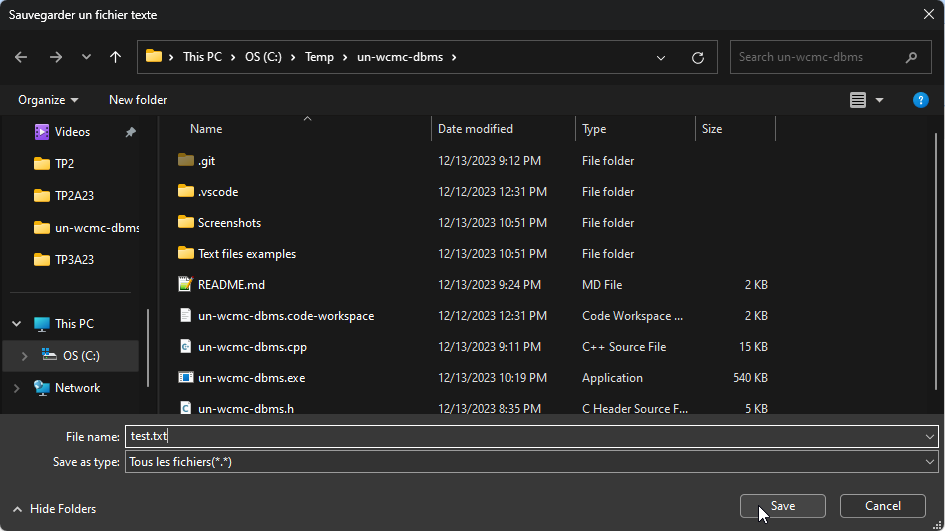 Sauvegarder un fichier texte
This PC > OS (C:) > Temp > un-wcmc-dbms >
Search un-wcmc-dbms
Organize
New folder
?
Videos
TP2
TP2A23
un-wcmc-dbms
TP3A23
This PC
OS (C:)
Network
Name Date modified Type Size
.git 12/13/2023 9:12 PM File folder
.vscode 12/12/2023 12:31 PM File folder
Screenshots 12/13/2023 10:51 PM File folder
Text files examples 12/13/2023 10:51 PM File folder
README.md 12/13/2023 9:24 PM MD File 2 KB
un-wcmc-dbms.code-workspace 12/12/2023 12:31 PM Code Workspace ... 2 KB
un-wcmc-dbms.cpp 12/13/2023 9:11 PM C++ Source File 15 KB
un-wcmc-dbms.exe 12/13/2023 10:19 PM Application 540 KB
un-wcmc-dbms.h 12/13/2023 8:35 PM C Header Source F... 5 KB
File name: test.txt
Save as type: Tous les fichiers(*.*)
Hide Folders
Save
Cancel